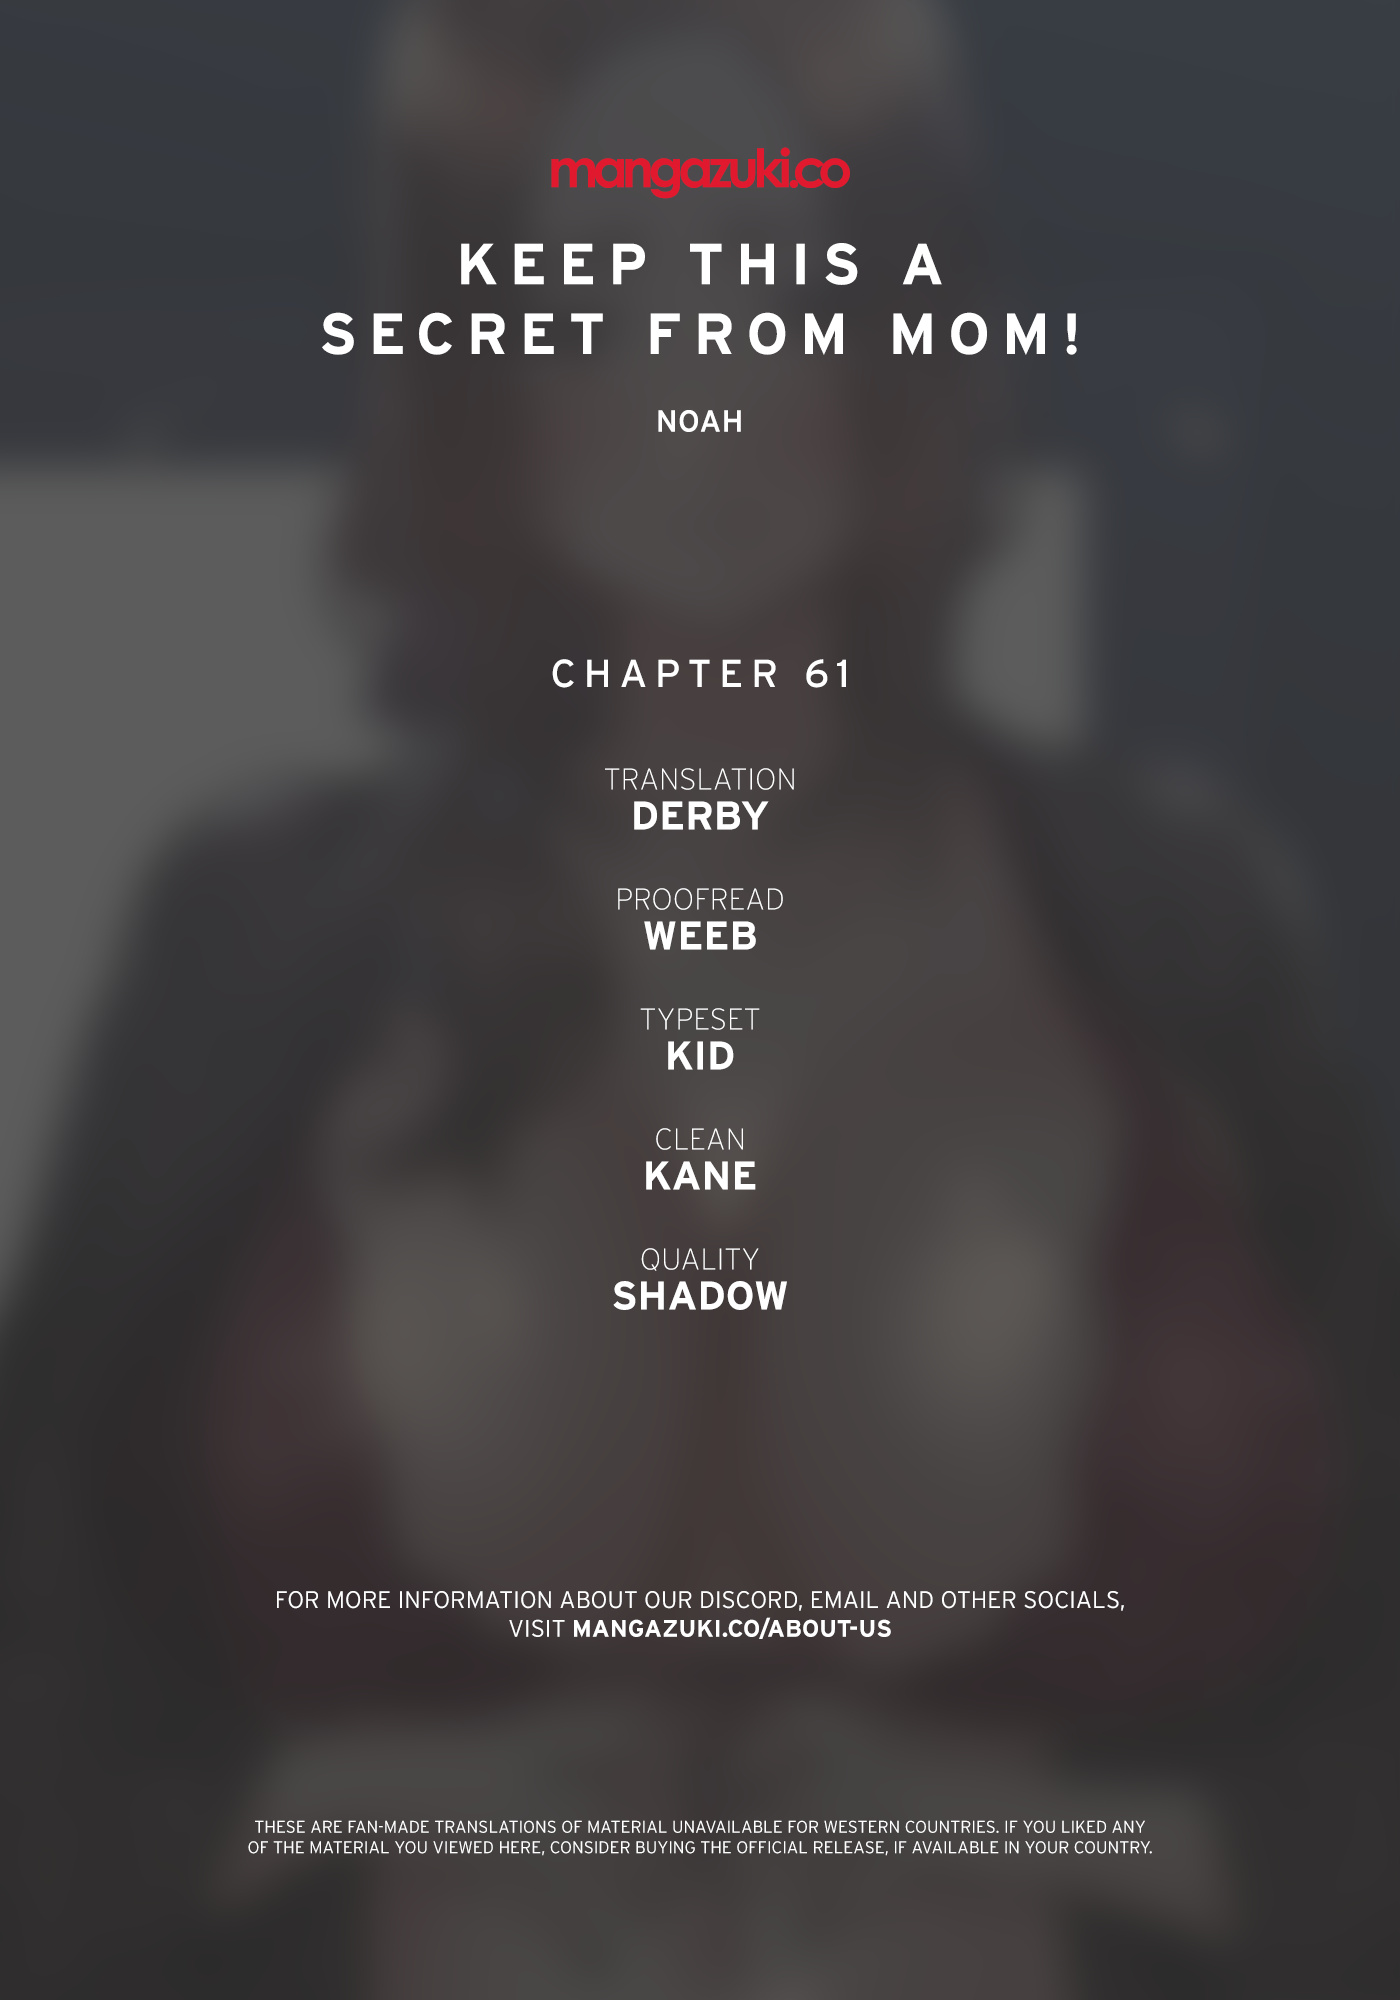 mangazuki.co
KEEP THIS A
SECRET FROM MOM!
NOAH
CHAPTER 61
TRANSLATION
DERBY
PROOFREAD
WEEB
TYPESET
KID
CLEAN
KANE
QUALITY
SHADOW
FOR MORE INFORMATION ABOUT OUR DISCORD, EMAIL AND OTHER SOCIALS,
VISIT MANGAZUKI.CO/ABOUT-US
THESE ARE FAN-MADE TRANSLATIONS OF MATERIAL UNAVAILABLE FOR WESTERN COUNTRIES. IF YOU LIKED ANY
OF THE MATERIAL YOU VIEWED HERE, CONSIDER BUYING THE OFFICIAL RELEASE, IF AVAILABLE IN YOUR COUNTRY.